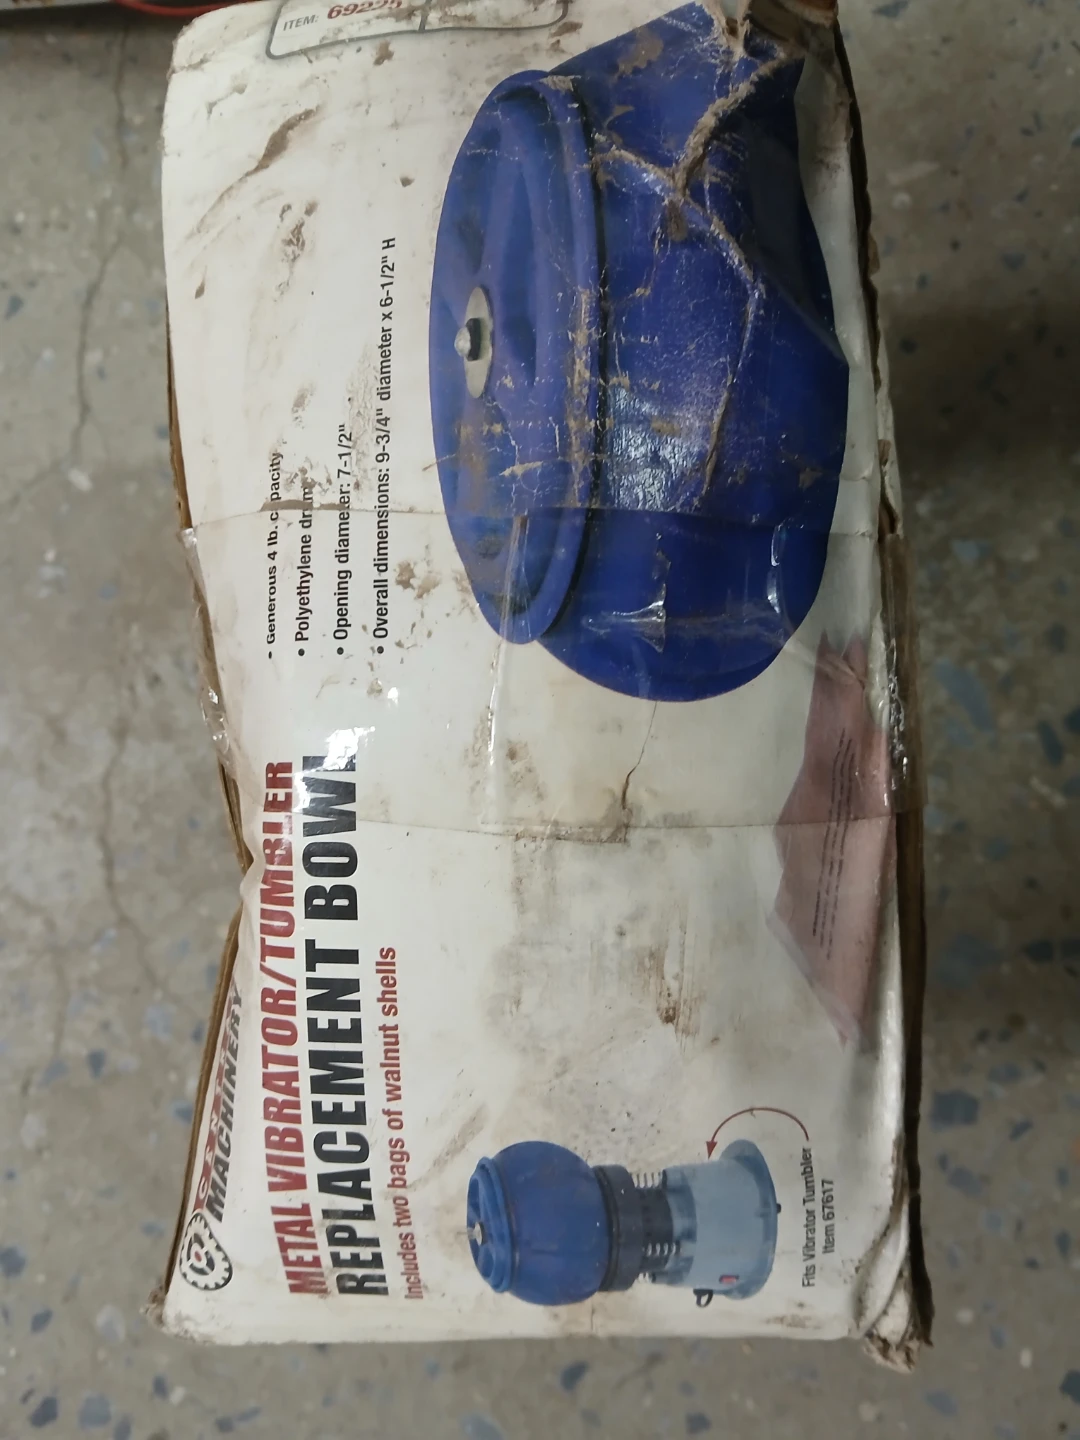 ITEM:
CENTRAL
MACHINERY
METAL VIBRATOR/TUMBLER
REPLACEMENT BOWL
Includes two bags of walnut shells
• Generous 4 lb. capacity
• Polyethylene drum
• Opening diameter: 7-1/2"
• Overall dimensions: 9-3/4" diameter x 6-1/2" H
Fits Vibrator Tumbler
Item 67617